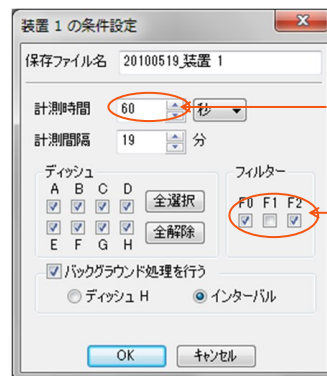 装置 1 の条件設定
保存ファイル名 20100519_装置 1
計測時間 60 秒
計測間隔 19 分
ディッシュ
A B C D
全選択
全解除
E F G H
フィルター
F0 F1 F2
バックグラウンド処理を行う
ディッシュ H インターバル
OK キャンセル